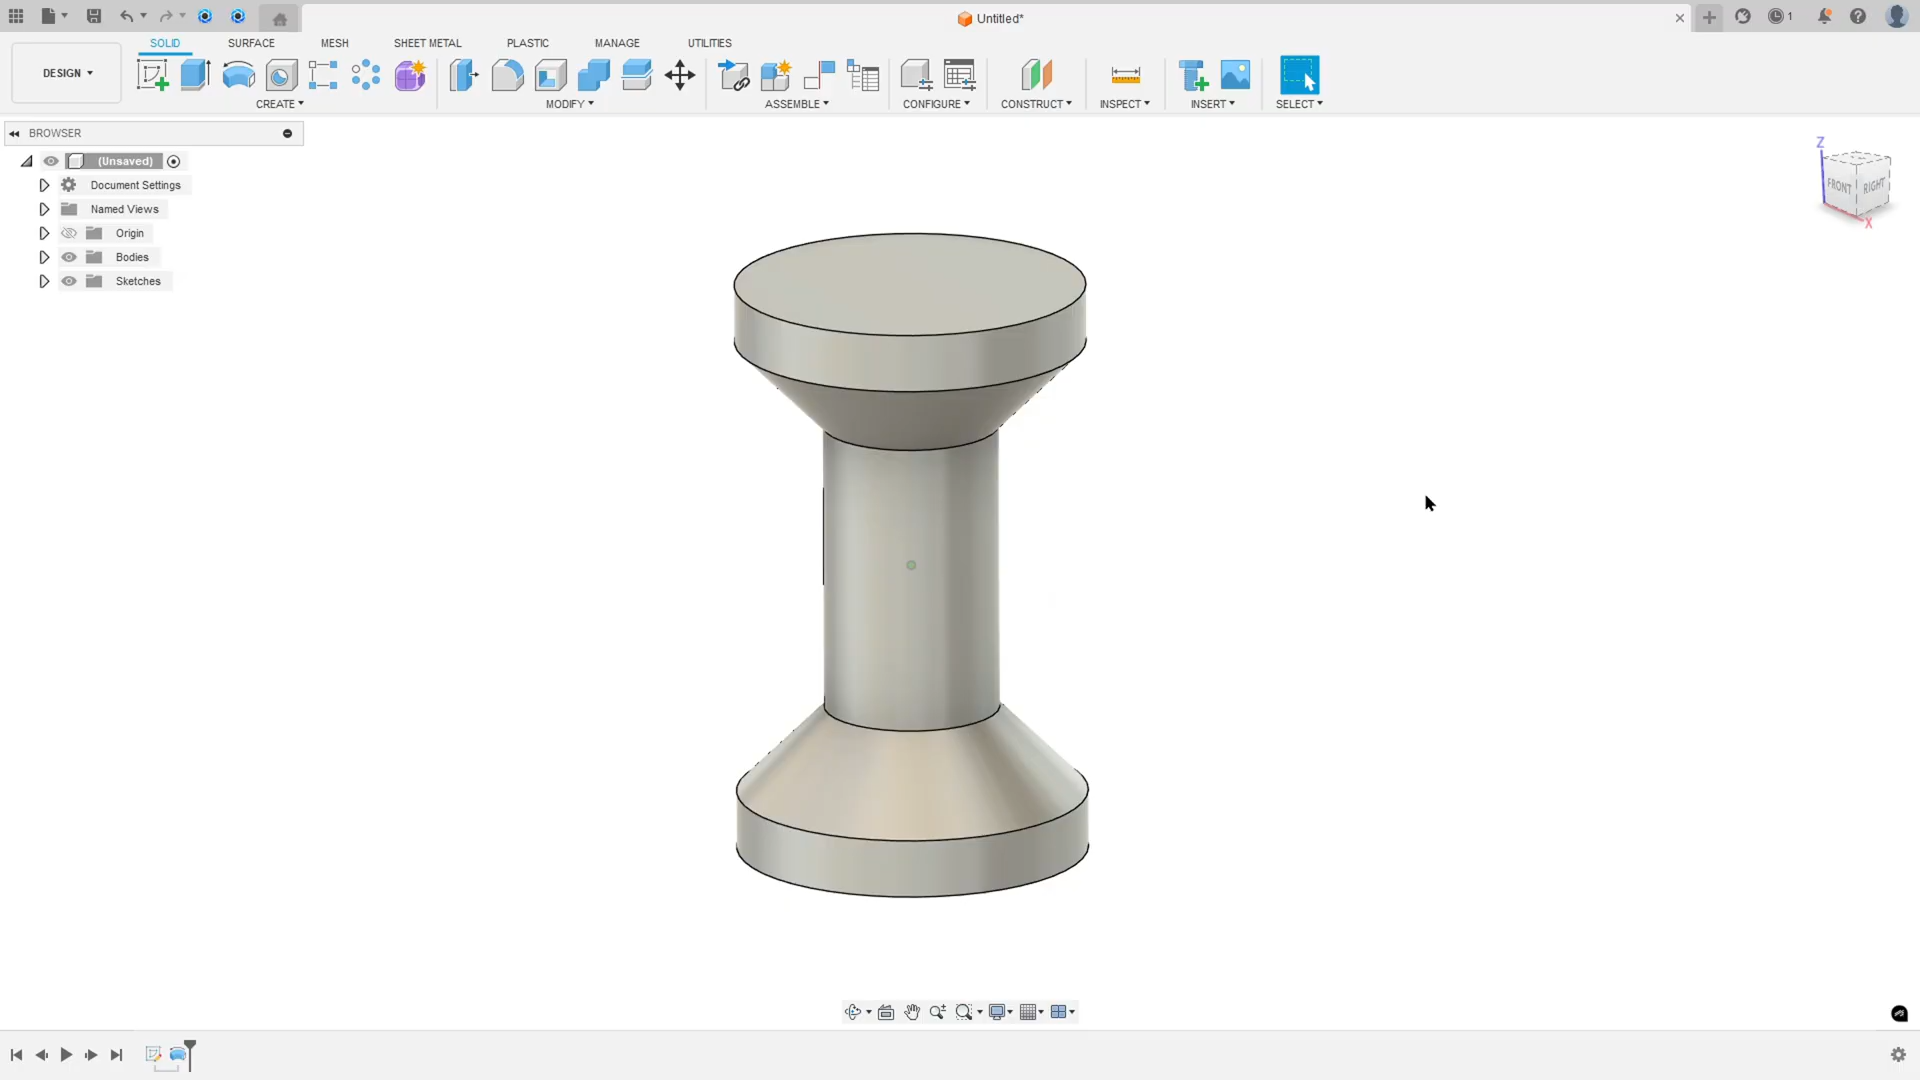 Untitled*
1
DESIGN
SOLID SURFACE MESH SHEET METAL PLASTIC MANAGE UTILITIES
CREATE MODIFY ASSEMBLE CONFIGURE CONSTRUCT INSPECT INSERT SELECT
BROWSER
(Unsaved)
Document Settings
Named Views
Origin
Bodies
Sketches
Z
FRONT RIGHT
X